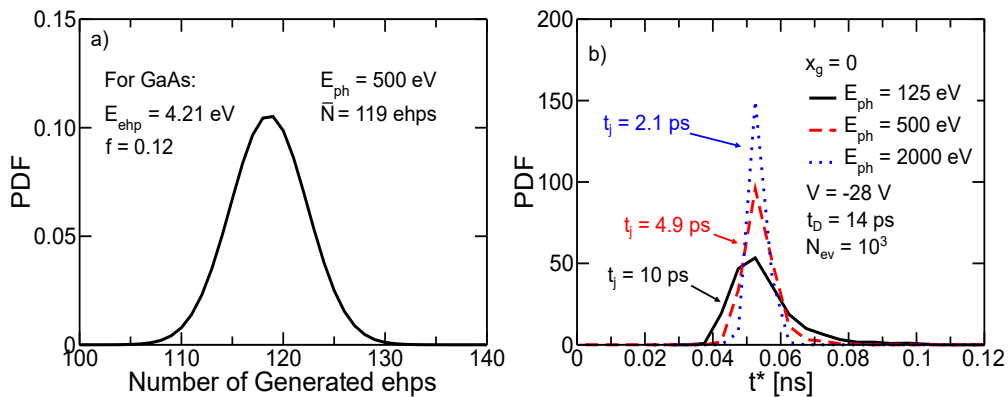 a)
For GaAs:
E_ehp = 4.21 eV
f = 0.12
E_ph = 500 eV
N̄ = 119 ehps
PDF
0.15
0.10
0.05
0
100
110
120
130
140
Number of Generated ehps
b)
x_g = 0
E_ph = 125 eV
E_ph = 500 eV
E_ph = 2000 eV
V = -28 V
t_D = 14 ps
N_ev = 10³
t_j = 2.1 ps
t_j = 4.9 ps
t_j = 10 ps
PDF
200
150
100
50
0
0
0.02
0.04
0.06
0.08
0.1
0.12
t* [ns]